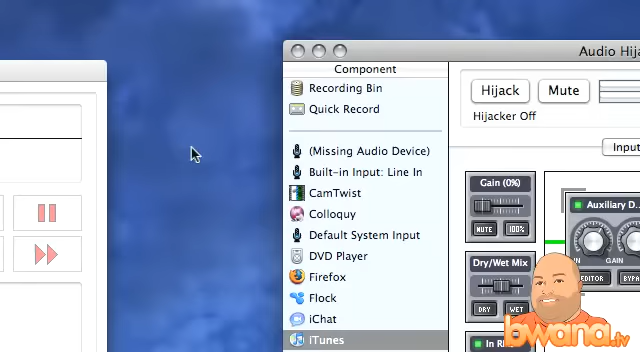 Audio Hija
Component
Recording Bin
Quick Record
(Missing Audio Device)
Built-in Input: Line In
CamTwist
Colloquy
Default System Input
DVD Player
Firefox
Flock
iChat
iTunes
Hijack
Mute
Hijacker Off
Input
Gain (0%)
MUTE
100%
Auxiliary D..
IN
GAIN
EDITOR
BYPA
Dry/Wet Mix
DRY
WET
In Ri
bwana.tv